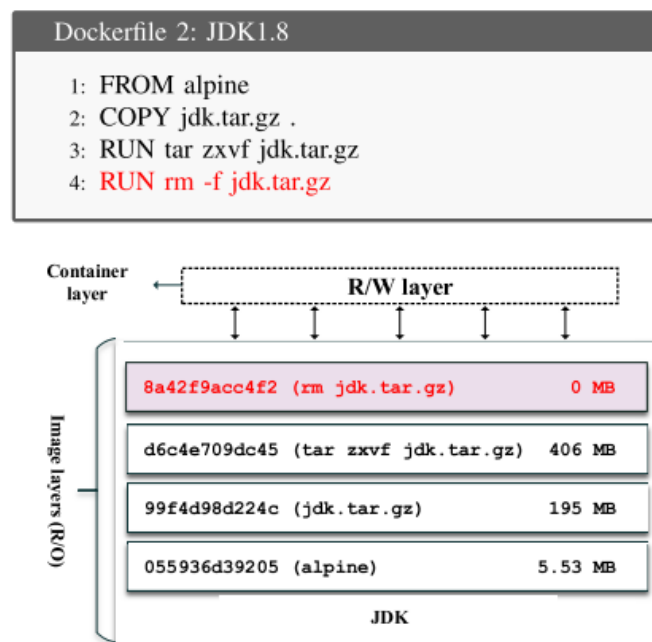 Dockerfile 2: JDK1.8
1: FROM alpine
2: COPY jdk.tar.gz .
3: RUN tar zxvf jdk.tar.gz
4: RUN rm -f jdk.tar.gz
Container
layer
R/W layer
Image layers (R/O)
8a42f9acc4f2 (rm jdk.tar.gz) 0 MB
d6c4e709dc45 (tar zxvf jdk.tar.gz) 406 MB
99f4d98d224c (jdk.tar.gz) 195 MB
055936d39205 (alpine) 5.53 MB
JDK